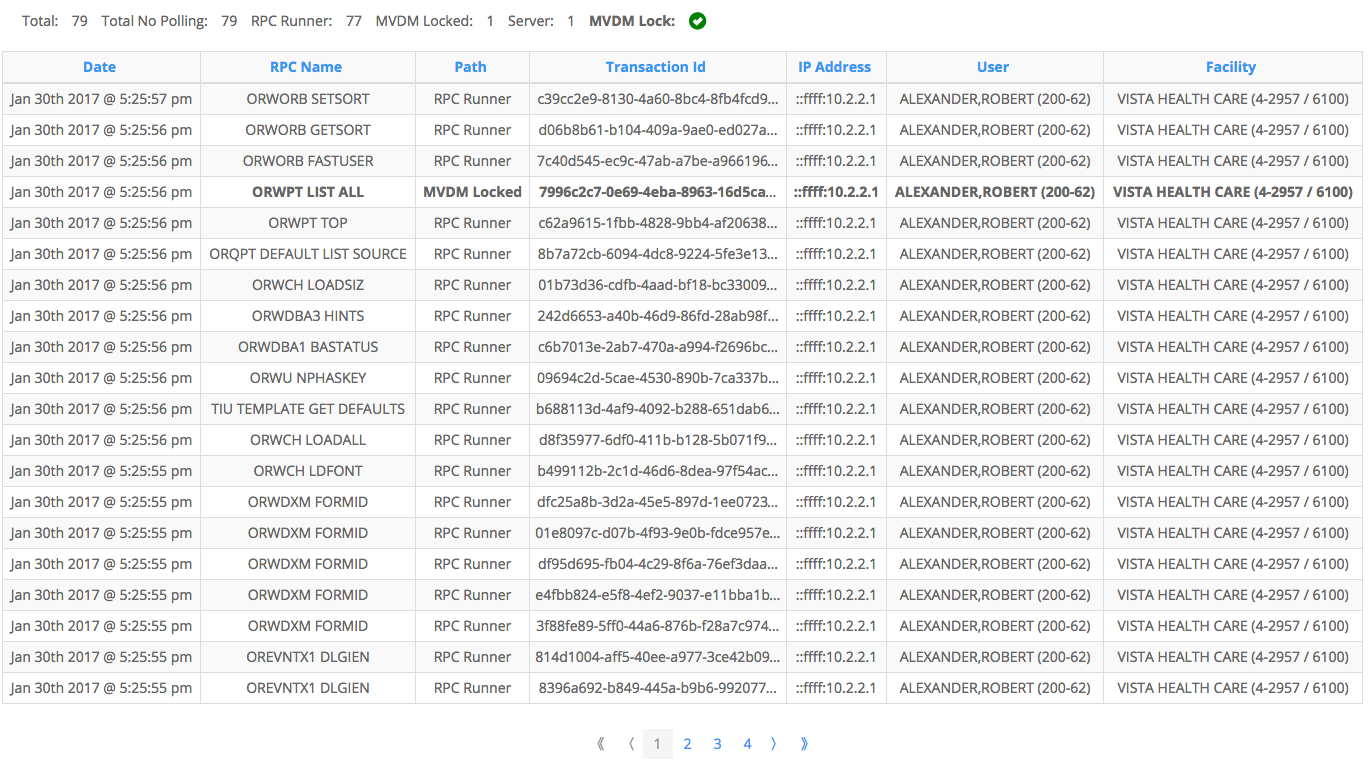 Total: 79 Total No Polling: 79 RPC Runner: 77 MVDM Locked: 1 Server: 1 MVDM Lock:
Date RPC Name Path Transaction Id IP Address User Facility
Jan 30th 2017 @ 5:25:57 pm ORWORB SETSORT RPC Runner c39cc2e9-8130-4a60-8bc4-8fb4fcd9... ::ffff:10.2.2.1 ALEXANDER,ROBERT (200-62) VISTA HEALTH CARE (4-2957 / 6100)
Jan 30th 2017 @ 5:25:56 pm ORWORB GETSORT RPC Runner d06b8b61-b104-409a-9ae0-ed027a... ::ffff:10.2.2.1 ALEXANDER,ROBERT (200-62) VISTA HEALTH CARE (4-2957 / 6100)
Jan 30th 2017 @ 5:25:56 pm ORWORB FASTUSER RPC Runner 7c40d545-ec9c-47ab-a7be-a966196... ::ffff:10.2.2.1 ALEXANDER,ROBERT (200-62) VISTA HEALTH CARE (4-2957 / 6100)
Jan 30th 2017 @ 5:25:56 pm ORWPT LIST ALL MVDM Locked 7996c2c7-0e69-4eba-8963-16d5ca... ::ffff:10.2.2.1 ALEXANDER,ROBERT (200-62) VISTA HEALTH CARE (4-2957 / 6100)
Jan 30th 2017 @ 5:25:56 pm ORWPT TOP RPC Runner c62a9615-1fbb-4828-9bb4-af20638... ::ffff:10.2.2.1 ALEXANDER,ROBERT (200-62) VISTA HEALTH CARE (4-2957 / 6100)
Jan 30th 2017 @ 5:25:56 pm ORQPT DEFAULT LIST SOURCE RPC Runner 8b7a72cb-6094-4dc8-9224-5fe3e13... ::ffff:10.2.2.1 ALEXANDER,ROBERT (200-62) VISTA HEALTH CARE (4-2957 / 6100)
Jan 30th 2017 @ 5:25:56 pm ORWCH LOADSIZ RPC Runner 01b73d36-cdfb-4aad-bf18-bc33009... ::ffff:10.2.2.1 ALEXANDER,ROBERT (200-62) VISTA HEALTH CARE (4-2957 / 6100)
Jan 30th 2017 @ 5:25:56 pm ORWDBA3 HINTS RPC Runner 242d6653-a40b-46d9-86fd-28ab98f... ::ffff:10.2.2.1 ALEXANDER,ROBERT (200-62) VISTA HEALTH CARE (4-2957 / 6100)
Jan 30th 2017 @ 5:25:56 pm ORWDBA1 BASTATUS RPC Runner c6b7013e-2ab7-470a-a994-f2696bc... ::ffff:10.2.2.1 ALEXANDER,ROBERT (200-62) VISTA HEALTH CARE (4-2957 / 6100)
Jan 30th 2017 @ 5:25:56 pm ORWU NPHASKEY RPC Runner 09694c2d-5cae-4530-890b-7ca337b... ::ffff:10.2.2.1 ALEXANDER,ROBERT (200-62) VISTA HEALTH CARE (4-2957 / 6100)
Jan 30th 2017 @ 5:25:56 pm TIU TEMPLATE GET DEFAULTS RPC Runner b688113d-4af9-4092-b288-651dab6... ::ffff:10.2.2.1 ALEXANDER,ROBERT (200-62) VISTA HEALTH CARE (4-2957 / 6100)
Jan 30th 2017 @ 5:25:56 pm ORWCH LOADALL RPC Runner d8f35977-6df0-411b-b128-5b071f9... ::ffff:10.2.2.1 ALEXANDER,ROBERT (200-62) VISTA HEALTH CARE (4-2957 / 6100)
Jan 30th 2017 @ 5:25:55 pm ORWCH LDFONT RPC Runner b499112b-2c1d-46d6-8dea-97f54ac... ::ffff:10.2.2.1 ALEXANDER,ROBERT (200-62) VISTA HEALTH CARE (4-2957 / 6100)
Jan 30th 2017 @ 5:25:55 pm ORWDXM FORMID RPC Runner dfc25a8b-3d2a-45e5-897d-1ee0723... ::ffff:10.2.2.1 ALEXANDER,ROBERT (200-62) VISTA HEALTH CARE (4-2957 / 6100)
Jan 30th 2017 @ 5:25:55 pm ORWDXM FORMID RPC Runner 01e8097c-d07b-4f93-9e0b-fdce957e... ::ffff:10.2.2.1 ALEXANDER,ROBERT (200-62) VISTA HEALTH CARE (4-2957 / 6100)
Jan 30th 2017 @ 5:25:55 pm ORWDXM FORMID RPC Runner df95d695-fb04-4c29-8f6a-76ef3daa... ::ffff:10.2.2.1 ALEXANDER,ROBERT (200-62) VISTA HEALTH CARE (4-2957 / 6100)
Jan 30th 2017 @ 5:25:55 pm ORWDXM FORMID RPC Runner e4fbb824-e5f8-4ef2-9037-e11bba1b... ::ffff:10.2.2.1 ALEXANDER,ROBERT (200-62) VISTA HEALTH CARE (4-2957 / 6100)
Jan 30th 2017 @ 5:25:55 pm ORWDXM FORMID RPC Runner 3f88fe89-5ff0-44a6-876b-f28a7c974... ::ffff:10.2.2.1 ALEXANDER,ROBERT (200-62) VISTA HEALTH CARE (4-2957 / 6100)
Jan 30th 2017 @ 5:25:55 pm OREVNTX1 DLGIEN RPC Runner 814d1004-aff5-40ee-a977-3ce42b09... ::ffff:10.2.2.1 ALEXANDER,ROBERT (200-62) VISTA HEALTH CARE (4-2957 / 6100)
Jan 30th 2017 @ 5:25:55 pm OREVNTX1 DLGIEN RPC Runner 8396a692-b849-445a-b9b6-992077... ::ffff:10.2.2.1 ALEXANDER,ROBERT (200-62) VISTA HEALTH CARE (4-2957 / 6100)
⟪ ⟨ 1 2 3 4 ⟩ ⟫